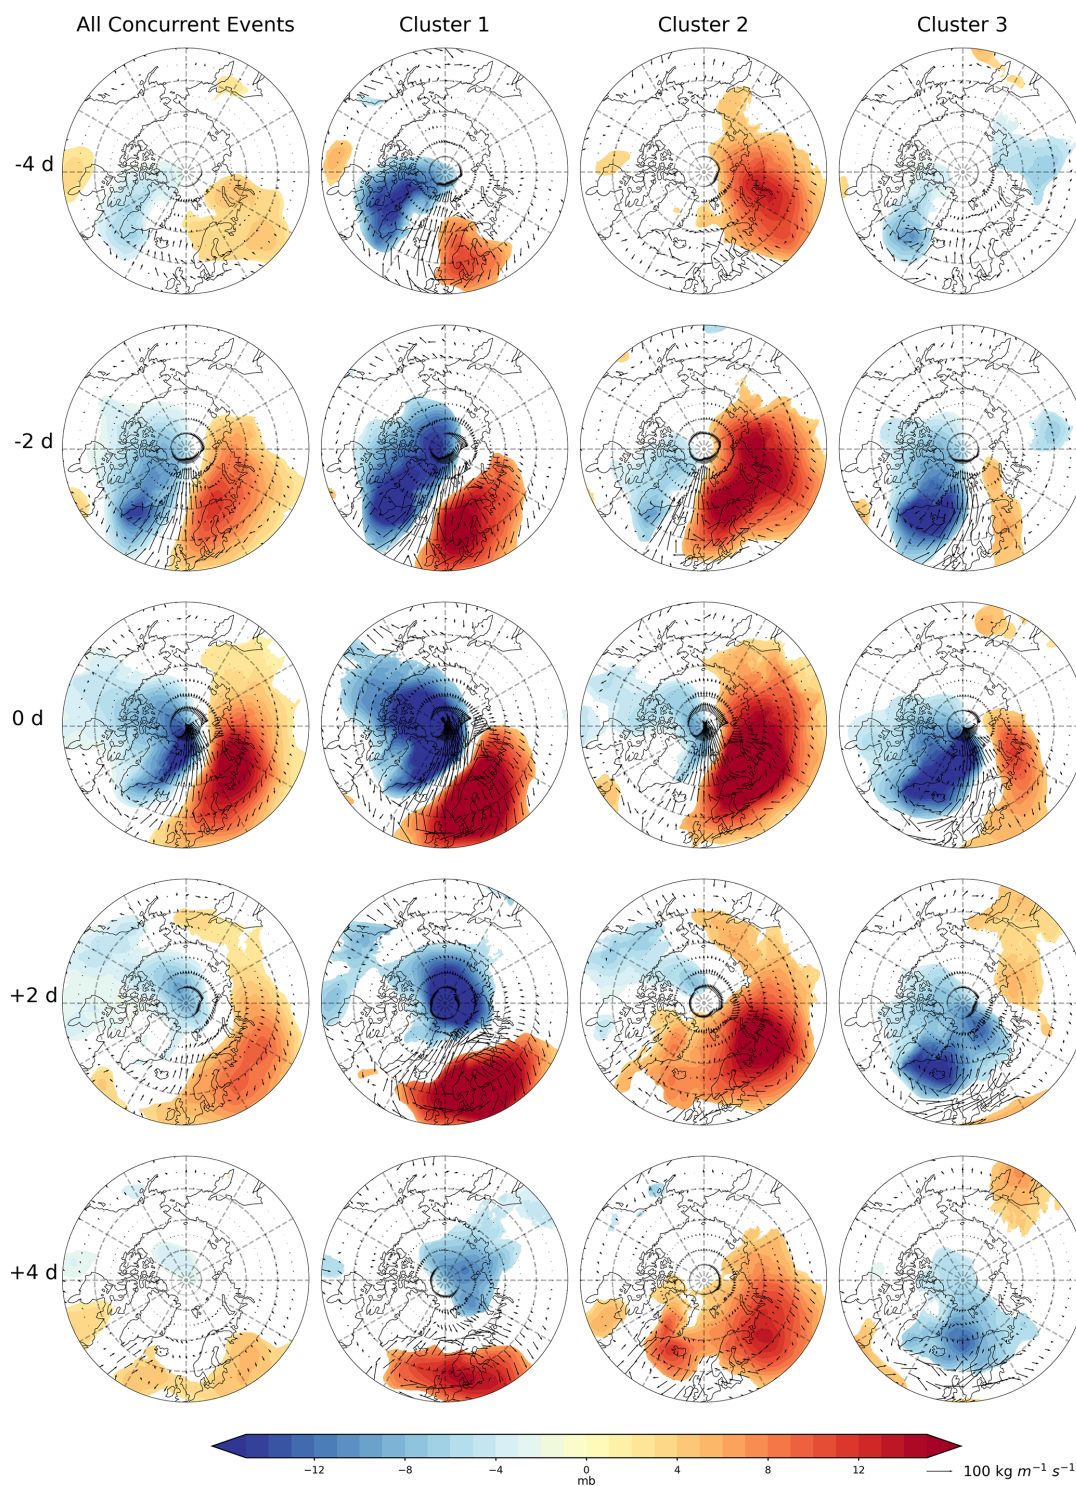 All Concurrent Events Cluster 1 Cluster 2 Cluster 3
-4 d
-2 d
0 d
+2 d
+4 d
−12 −8 −4 0 4 8 12
mb
100 kg m⁻¹ s⁻¹